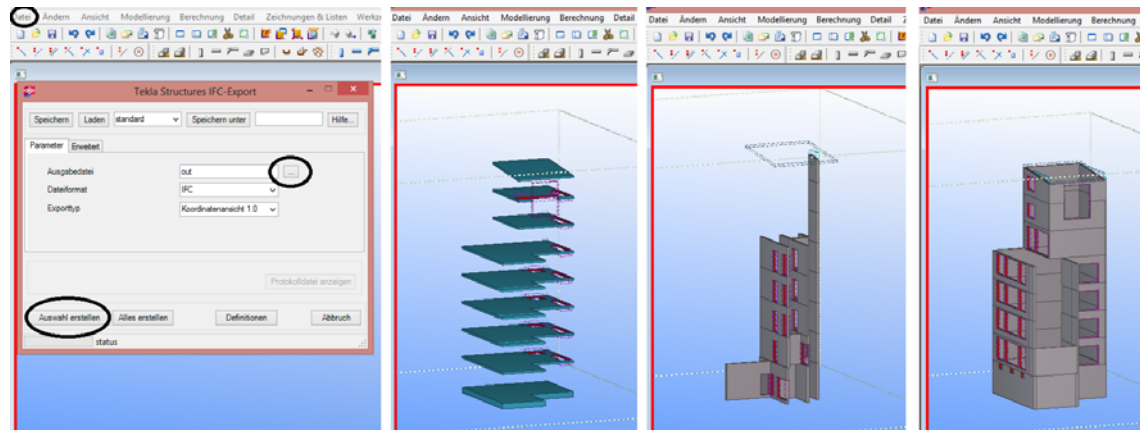 Datei Ändern Ansicht Modellierung Berechnung Detail Zeichnungen & Listen Werkz
Tekla Structures IFC-Export
Speichern Laden standard Speichern unter Hilfe...
Parameter Erweitert
Ausgabedatei out ...
Dateiformat IFC
Exporttyp Koordinatenansicht 1.0
Protokolldatei anzeigen
Auswahl erstellen Alles erstellen Definitionen Abbruch
status
Datei Ändern Ansicht Modellierung Berechnung Detail
Datei Ändern Ansicht Modellierung Berechnung Detail
Datei Ändern Ansicht Modellierung Berechnung